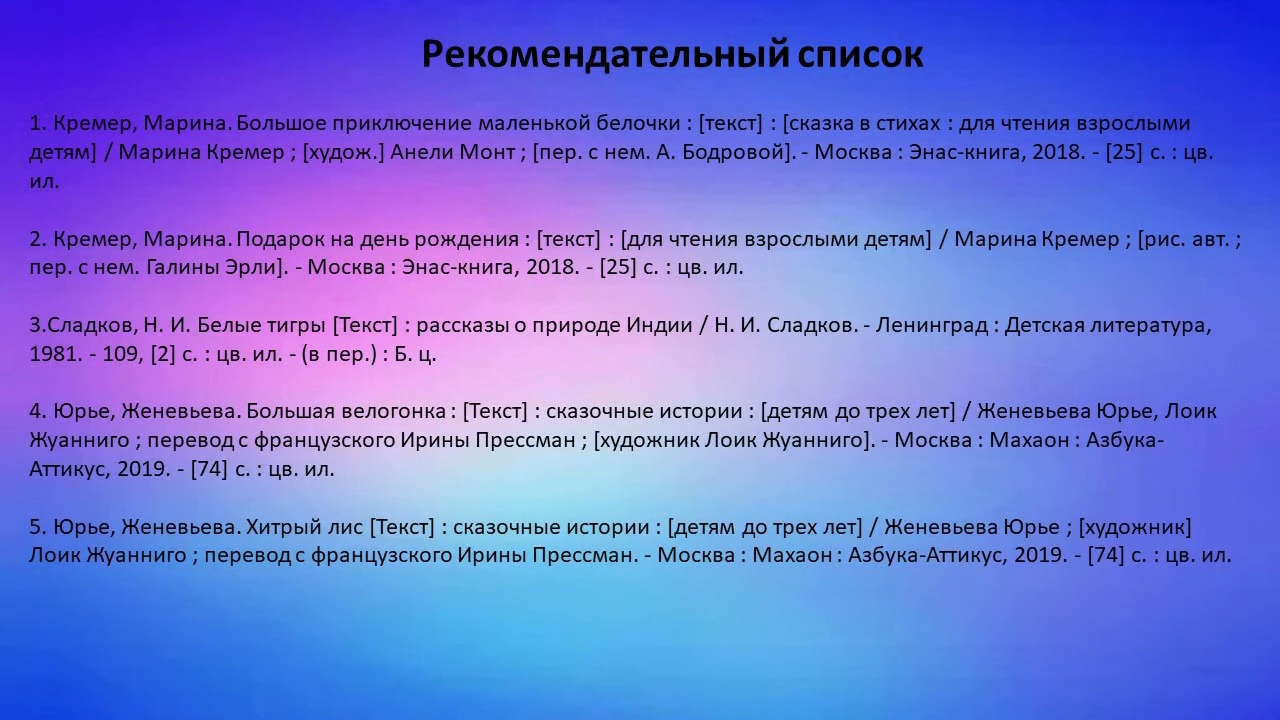 Рекомендательный список
1. Кремер, Марина. Большое приключение маленькой белочки : [текст] : [сказка в стихах : для чтения взрослыми
детям] / Марина Кремер ; [худож.] Анели Монт ; [пер. с нем. А. Бодровой]. - Москва : Энас-книга, 2018. - [25] с. : цв.
ил.
2. Кремер, Марина. Подарок на день рождения : [текст] : [для чтения взрослыми детям] / Марина Кремер ; [рис. авт. ;
пер. с нем. Галины Эрли]. - Москва : Энас-книга, 2018. - [25] с. : цв. ил.
3.Сладков, Н. И. Белые тигры [Текст] : рассказы о природе Индии / Н. И. Сладков. - Ленинград : Детская литература,
1981. - 109, [2] с. : цв. ил. - (в пер.) : Б. ц.
4. Юрье, Женевьева. Большая велогонка : [Текст] : сказочные истории : [детям до трех лет] / Женевьева Юрье, Лоик
Жуанниго ; перевод с французского Ирины Прессман ; [художник Лоик Жуанниго]. - Москва : Махаон : Азбука-
Аттикус, 2019. - [74] с. : цв. ил.
5. Юрье, Женевьева. Хитрый лис [Текст] : сказочные истории : [детям до трех лет] / Женевьева Юрье ; [художник]
Лоик Жуанниго ; перевод с французского Ирины Прессман. - Москва : Махаон : Азбука-Аттикус, 2019. - [74] с. : цв. ил.